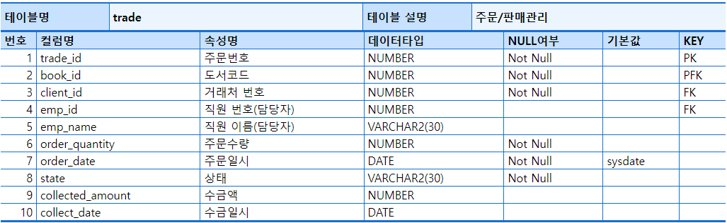 테이블명 trade 테이블 설명 주문/판매관리
번호 컬럼명 속성명 데이터타입 NULL여부 기본값 KEY
1 trade_id 주문번호 NUMBER Not Null PK
2 book_id 도서코드 NUMBER Not Null PFK
3 client_id 거래처 번호 NUMBER Not Null FK
4 emp_id 직원 번호(담당자) NUMBER FK
5 emp_name 직원 이름(담당자) VARCHAR2(30)
6 order_quantity 주문수량 NUMBER Not Null
7 order_date 주문일시 DATE Not Null sysdate
8 state 상태 VARCHAR2(30) Not Null
9 collected_amount 수금액 NUMBER
10 collect_date 수금일시 DATE